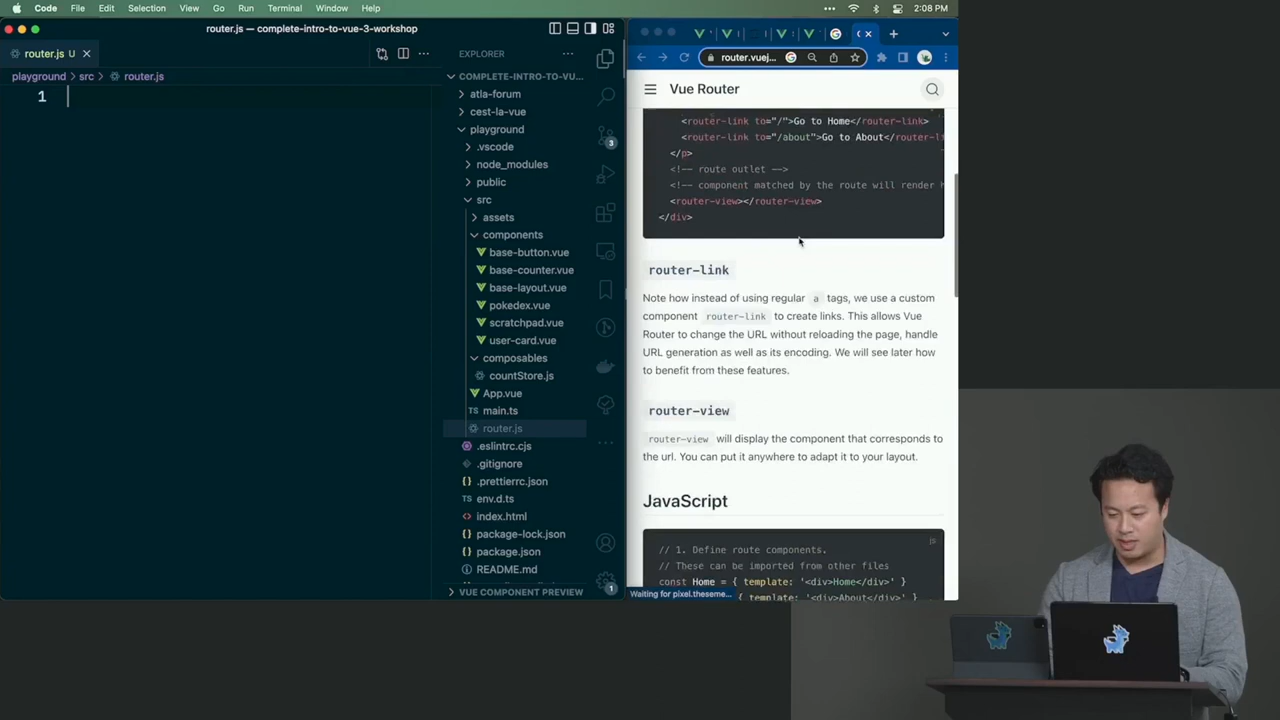 Code File Edit Selection View Go Run Terminal Window Help 2:08 PM
router.js — complete-intro-to-vue-3-workshop
router.js U
playground > src > router.js
1
EXPLORER
COMPLETE-INTRO-TO-VU...
atla-forum
cest-la-vue
playground
.vscode
node_modules
public
src
assets
components
base-button.vue
base-counter.vue
base-layout.vue
pokedex.vue
scratchpad.vue
user-card.vue
composables
countStore.js
App.vue
main.ts
router.js
.eslintrc.cjs
.gitignore
.prettierrc.json
env.d.ts
index.html
package-lock.json
package.json
README.md
VUE COMPONENT PREVIEW
3
1
router.vuej...
Vue Router
<router-link to="/">Go to Home</router-link>
<router-link to="/about">Go to About</router-li
</p>
<!-- route outlet -->
<!-- component matched by the route will render h
<router-view></router-view>
</div>
router-link
Note how instead of using regular a tags, we use a custom
component router-link to create links. This allows Vue
Router to change the URL without reloading the page, handle
URL generation as well as its encoding. We will see later how
to benefit from these features.
router-view
router-view will display the component that corresponds to
the url. You can put it anywhere to adapt it to your layout.
JavaScript
js
// 1. Define route components.
// These can be imported from other files
const Home = { template: '<div>Home</div>' }
{ template: '<div>About</div>' }
Waiting for pixel.theseme...